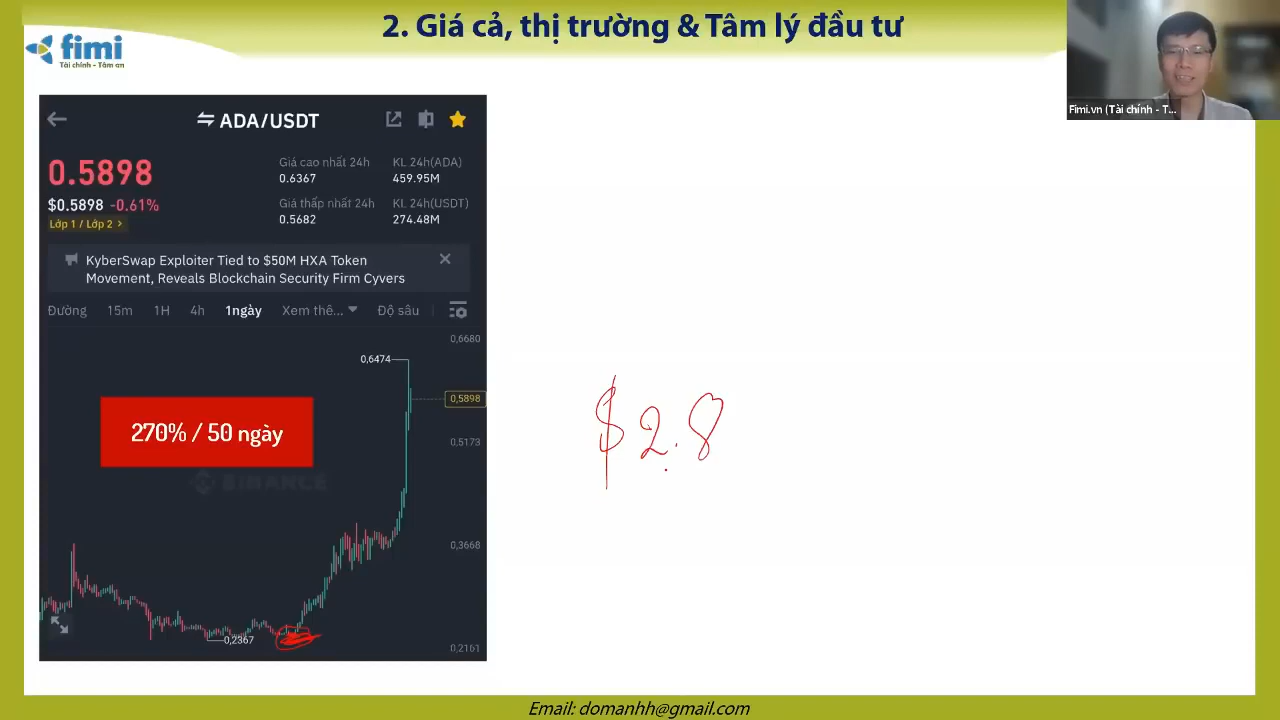 2. Giá cả, thị trường & Tâm lý đầu tư
fimi
Tài chính - Tâm an
Fimi.vn (Tài chính - T...
ADA/USDT
0.5898
$0.5898 -0.61%
Lớp 1 / Lớp 2 >
Giá cao nhất 24h
0.6367
KL 24h(ADA)
459.95M
Giá thấp nhất 24h
0.5682
KL 24h(USDT)
274.48M
KyberSwap Exploiter Tied to $50M HXA Token
Movement, Reveals Blockchain Security Firm Cyvers
Đường 15m 1H 4h 1ngày Xem thê... Độ sâu
0,6680
0,6474
0,5898
270% / 50 ngày
0,5173
BINANCE
0,3668
0,2367
0,2161
$2.8
Email: domanhh@gmail.com